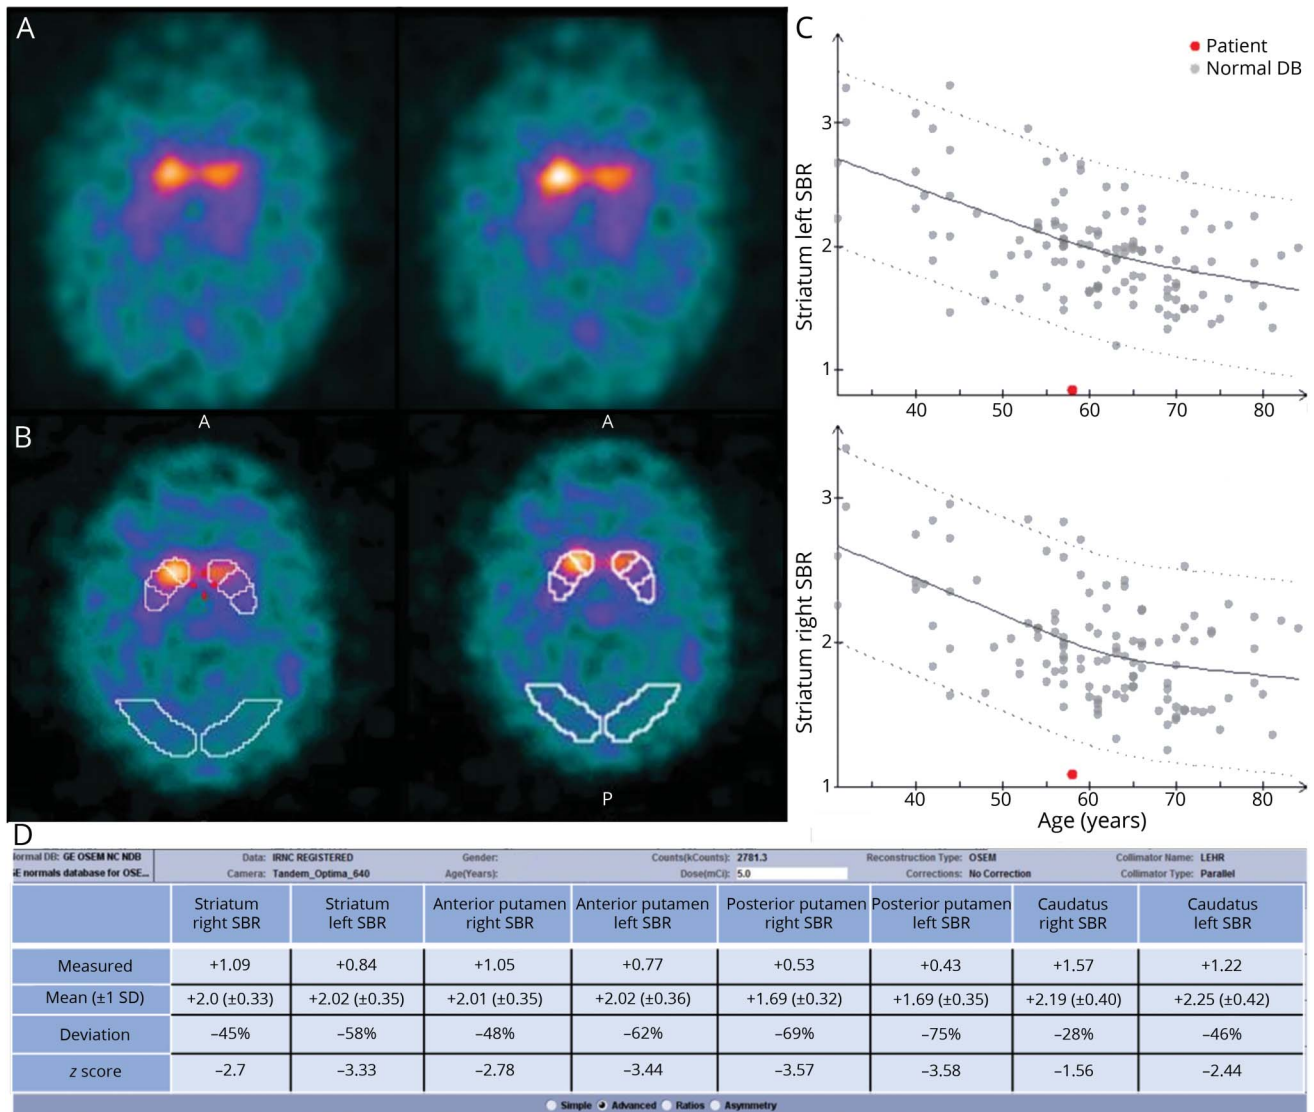 A
C
Patient
Normal DB
Striatum left SBR
3
2
1
40 50 60 70 80
A A
B
Striatum right SBR
3
2
1
40 50 60 70 80
Age (years)
P
D
ormal DB: GE OSEM NC NDB Data: IRNC REGISTERED Gender: Counts(kCounts): 2781.3 Reconstruction Type: OSEM Collimator Name: LEHR
GE normals database for OSE... Camera: Tandem_Optima_640 Age(Years): Dose(mCi): 5.0 Corrections: No Correction Collimator Type: Parallel
Striatum right SBR Striatum left SBR Anterior putamen right SBR Anterior putamen left SBR Posterior putamen right SBR Posterior putamen left SBR Caudatus right SBR Caudatus left SBR
Measured +1.09 +0.84 +1.05 +0.77 +0.53 +0.43 +1.57 +1.22
Mean (±1 SD) +2.0 (±0.33) +2.02 (±0.35) +2.01 (±0.35) +2.02 (±0.36) +1.69 (±0.32) +1.69 (±0.35) +2.19 (±0.40) +2.25 (±0.42)
Deviation –45% –58% –48% –62% –69% –75% –28% –46%
z score –2.7 –3.33 –2.78 –3.44 –3.57 –3.58 –1.56 –2.44
Simple Advanced Ratios Asymmetry